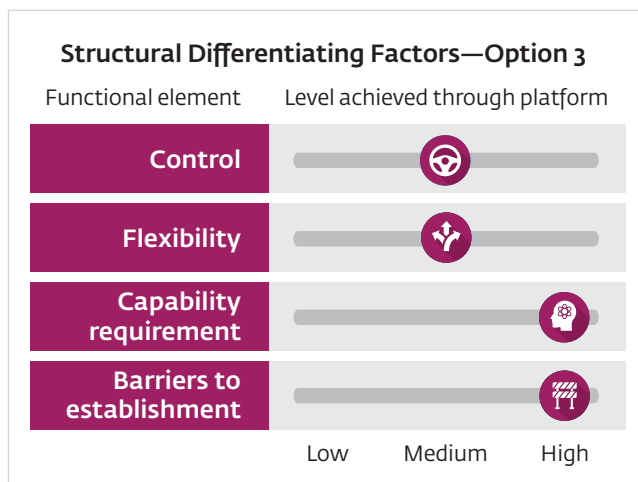 Structural Differentiating Factors—Option 3
Functional element
Level achieved through platform
Control
Flexibility
Capability
requirement
Barriers to
establishment
Low
Medium
High